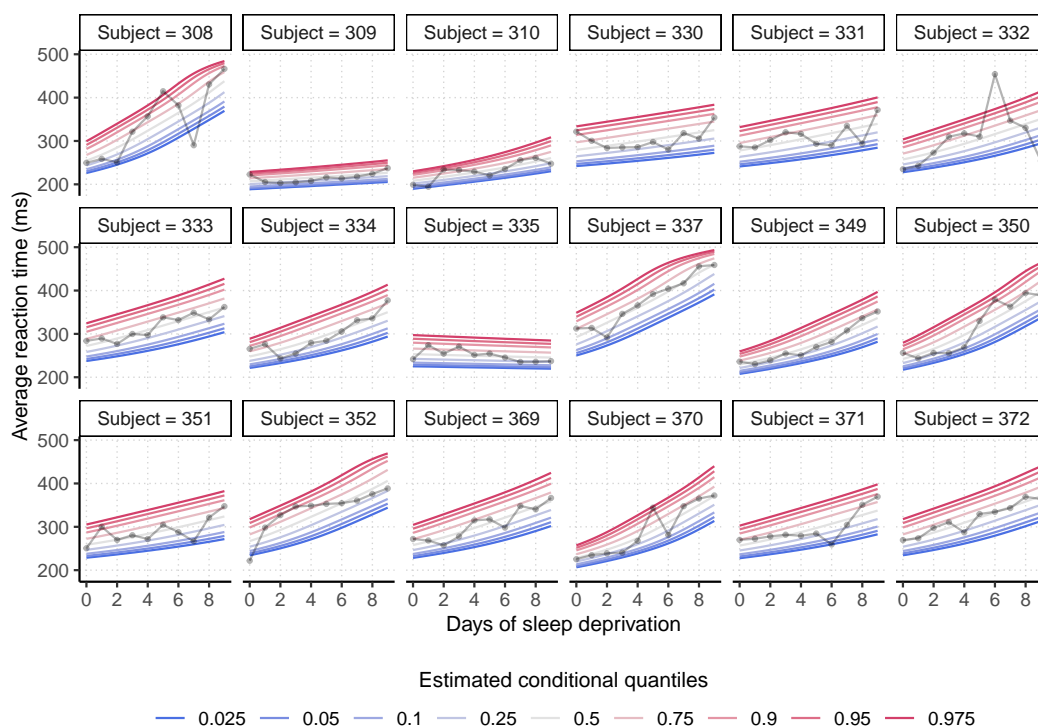 Subject = 308 Subject = 309 Subject = 310 Subject = 330 Subject = 331 Subject = 332
500
400
300
200
Subject = 333 Subject = 334 Subject = 335 Subject = 337 Subject = 349 Subject = 350
500
400
300
200
Average reaction time (ms)
Subject = 351 Subject = 352 Subject = 369 Subject = 370 Subject = 371 Subject = 372
500
400
300
200
0 2 4 6 8 0 2 4 6 8 0 2 4 6 8 0 2 4 6 8 0 2 4 6 8 0 2 4 6 8
Days of sleep deprivation
Estimated conditional quantiles
0.025 0.05 0.1 0.25 0.5 0.75 0.9 0.95 0.975